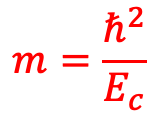 m = ħ² / E_c